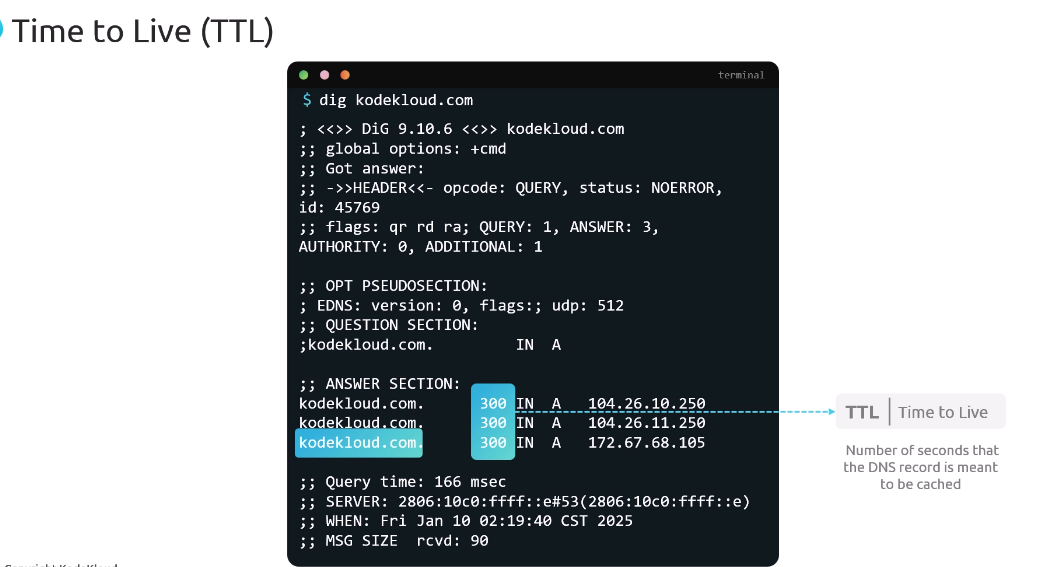 Time to Live (TTL)
terminal
$ dig kodekloud.com
; <<>> DiG 9.10.6 <<>> kodekloud.com
;; global options: +cmd
;; Got answer:
;; ->>HEADER<<- opcode: QUERY, status: NOERROR,
id: 45769
;; flags: qr rd ra; QUERY: 1, ANSWER: 3,
AUTHORITY: 0, ADDITIONAL: 1
;; OPT PSEUDOSECTION:
; EDNS: version: 0, flags:; udp: 512
;; QUESTION SECTION:
;kodekloud.com. IN A
;; ANSWER SECTION:
kodekloud.com. 300 IN A 104.26.10.250
kodekloud.com. 300 IN A 104.26.11.250
kodekloud.com. 300 IN A 172.67.68.105
;; Query time: 166 msec
;; SERVER: 2806:10c0:ffff::e#53(2806:10c0:ffff::e)
;; WHEN: Fri Jan 10 02:19:40 CST 2025
;; MSG SIZE rcvd: 90
TTL | Time to Live
Number of seconds that
the DNS record is meant
to be cached
Copyright KodeKloud